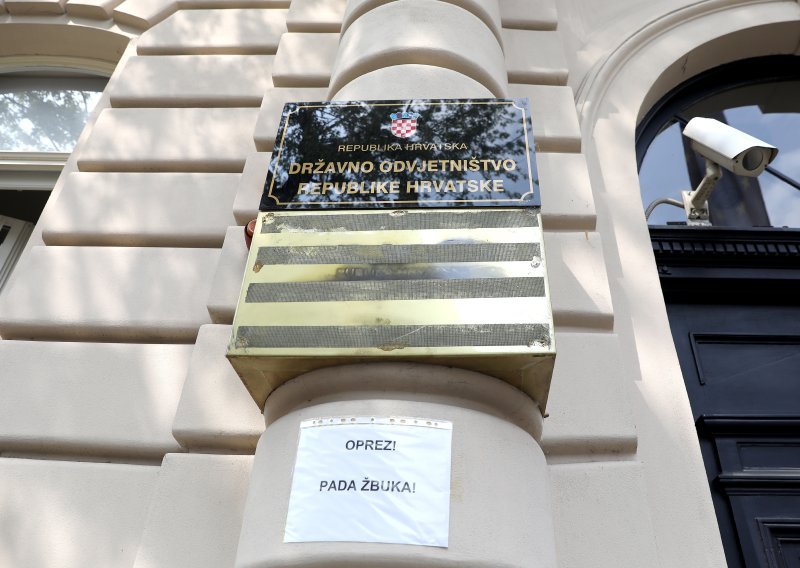 REPUBLIKA HRVATSKA
DRŽAVNO ODVJETNIŠTVO
REPUBLIKE HRVATSKE
OPREZ!
PADA ŽBUKA!